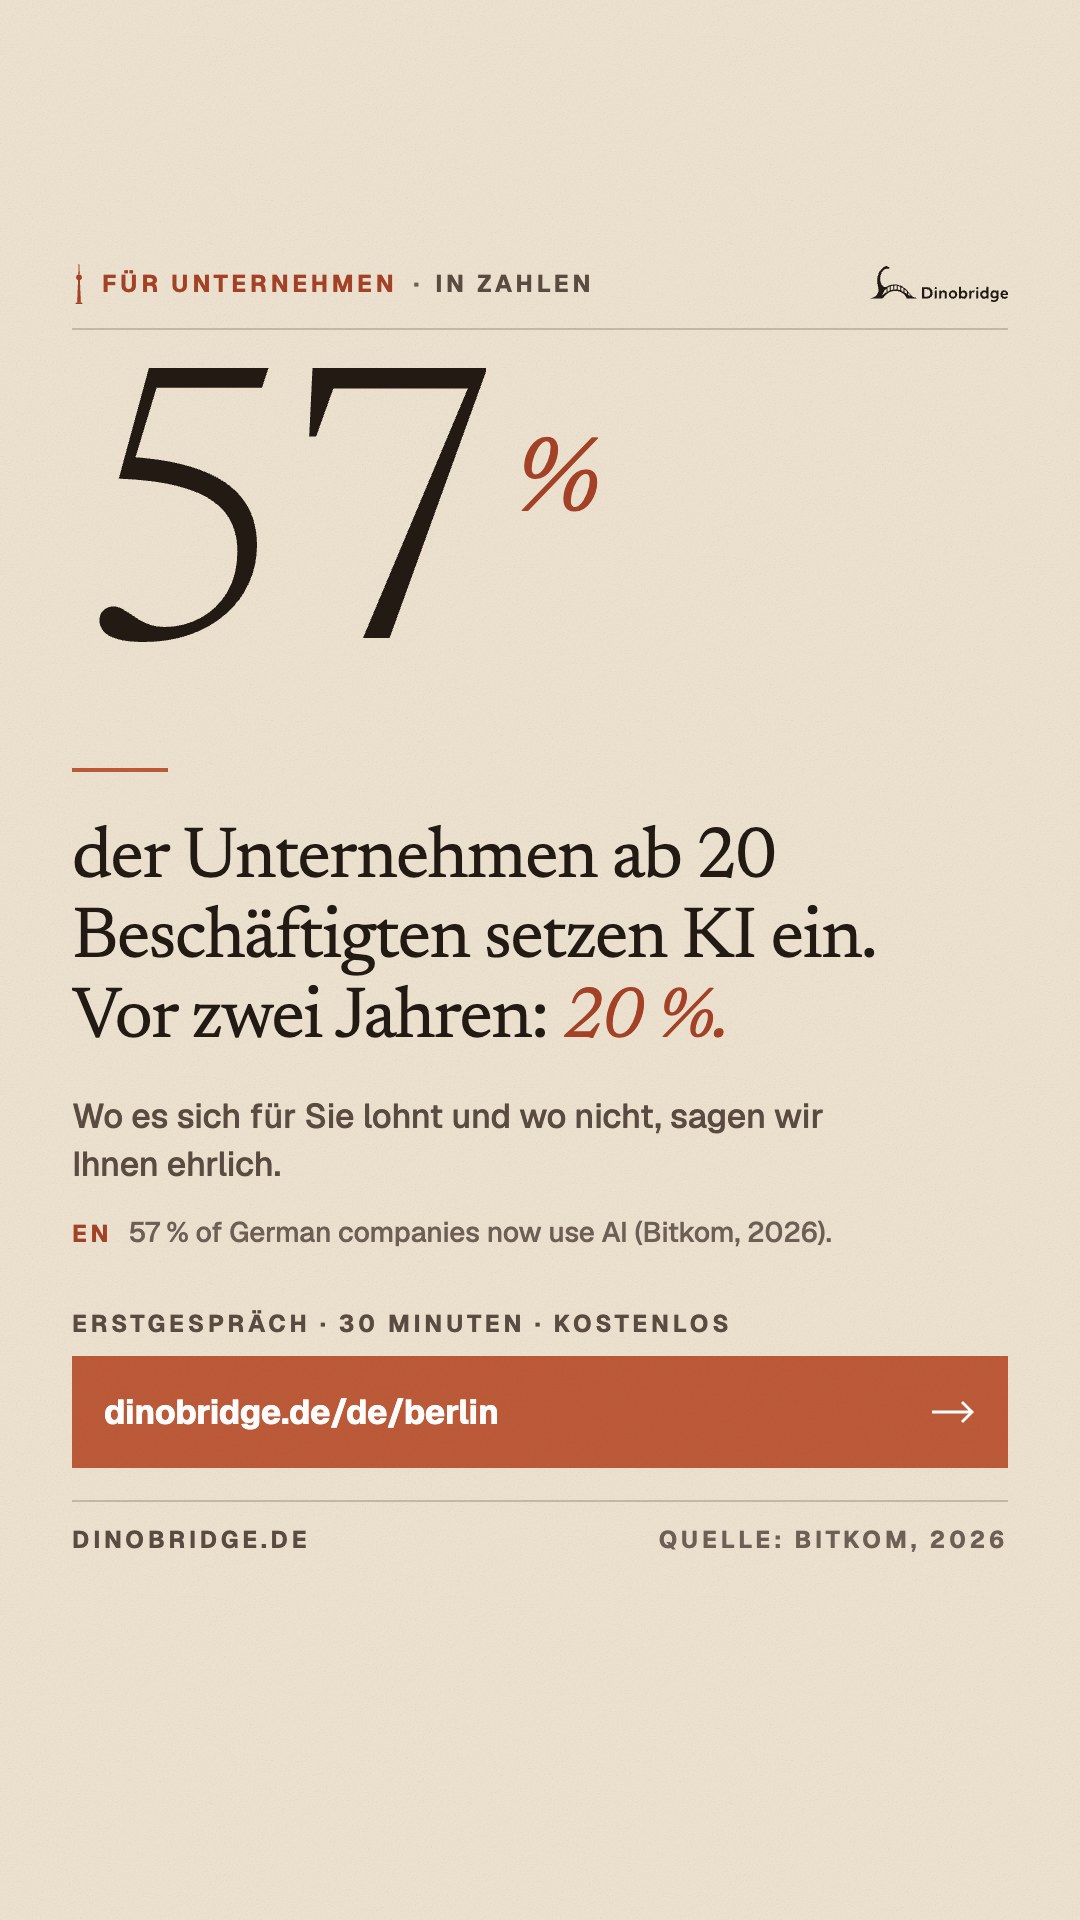 FÜR UNTERNEHMEN · IN ZAHLEN
Dinobridge
57 %
der Unternehmen ab 20
Beschäftigten setzen KI ein.
Vor zwei Jahren: 20 %.
Wo es sich für Sie lohnt und wo nicht, sagen wir
Ihnen ehrlich.
EN 57 % of German companies now use AI (Bitkom, 2026).
ERSTGESPRÄCH · 30 MINUTEN · KOSTENLOS
dinobridge.de/de/berlin →
DINOBRIDGE.DE
QUELLE: BITKOM, 2026